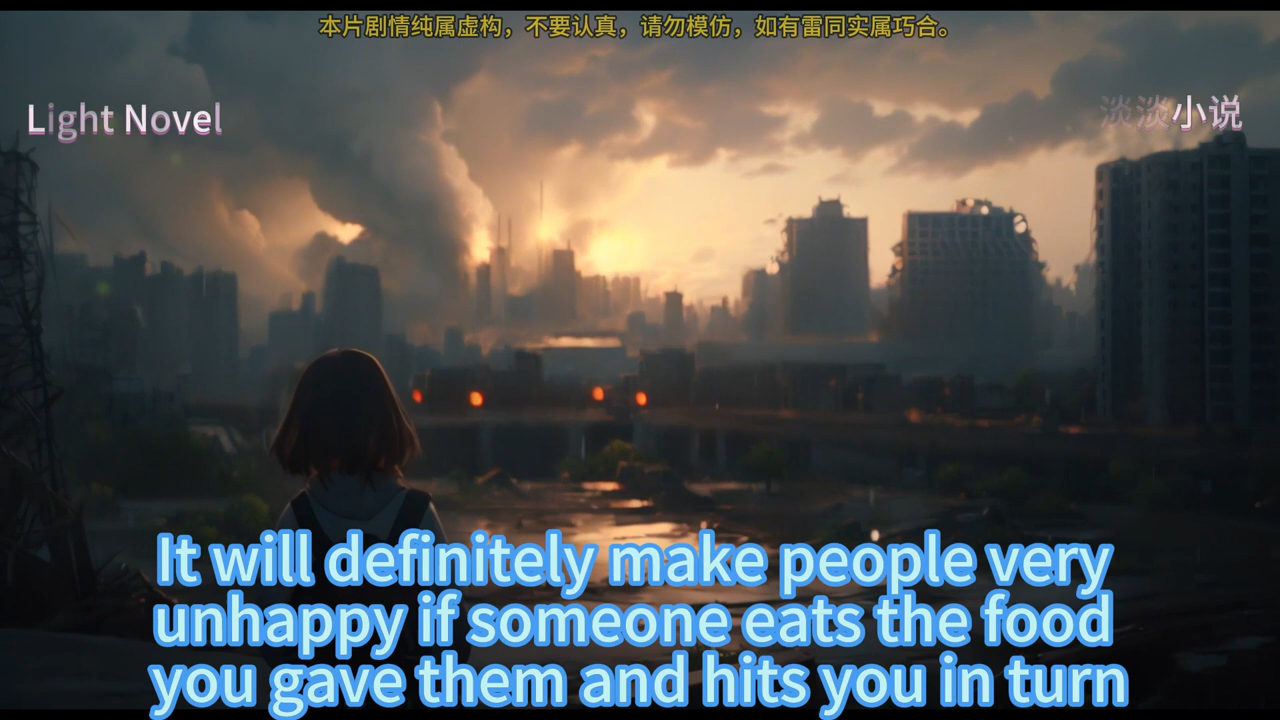 本片剧情纯属虚构，不要认真，请勿模仿，如有雷同实属巧合。
Light Novel
淡淡小说
It will definitely make people very
unhappy if someone eats the food
you gave them and hits you in turn